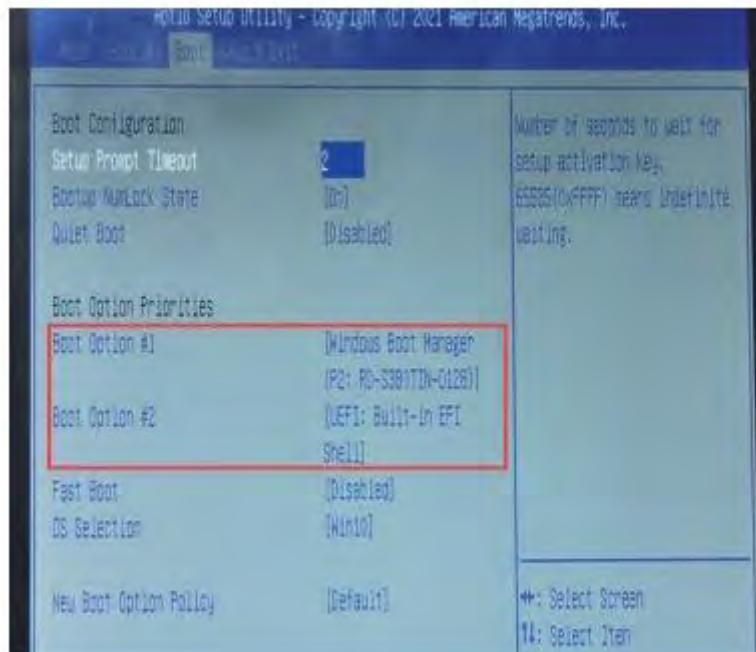 Aptio Setup Utility - Copyright (C) 2021 American Megatrends, Inc.
Boot
Boot Configuration
Setup Prompt Timeout 2
Bootup NumLock State [On]
Quiet Boot [Disabled]
Number of seconds to wait for
setup activation key.
65535(0xFFFF) means indefinite
waiting.
Boot Option Priorities
Boot Option #1 [Windows Boot Manager
Boot Option #2 [UEFI: Built-in EFI
Shell]
Fast Boot [Disabled]
OS Selection [Win10]
New Boot Option Policy [Default]
: Select Screen
↑↓: Select Item